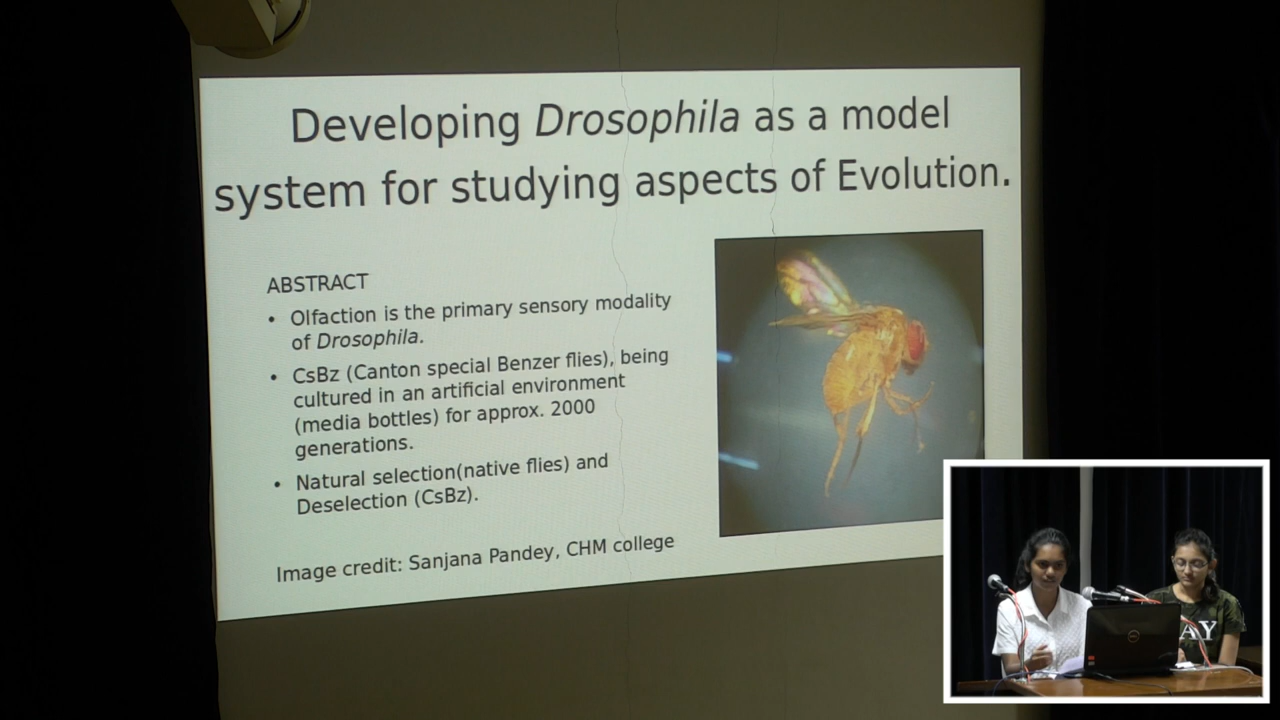 Developing Drosophila as a model
system for studying aspects of Evolution.
ABSTRACT
• Olfaction is the primary sensory modality
of Drosophila.
• CsBz (Canton special Benzer flies), being
cultured in an artificial environment
(media bottles) for approx. 2000
generations.
• Natural selection(native flies) and
Deselection (CsBz).
Image credit: Sanjana Pandey, CHM college
AY